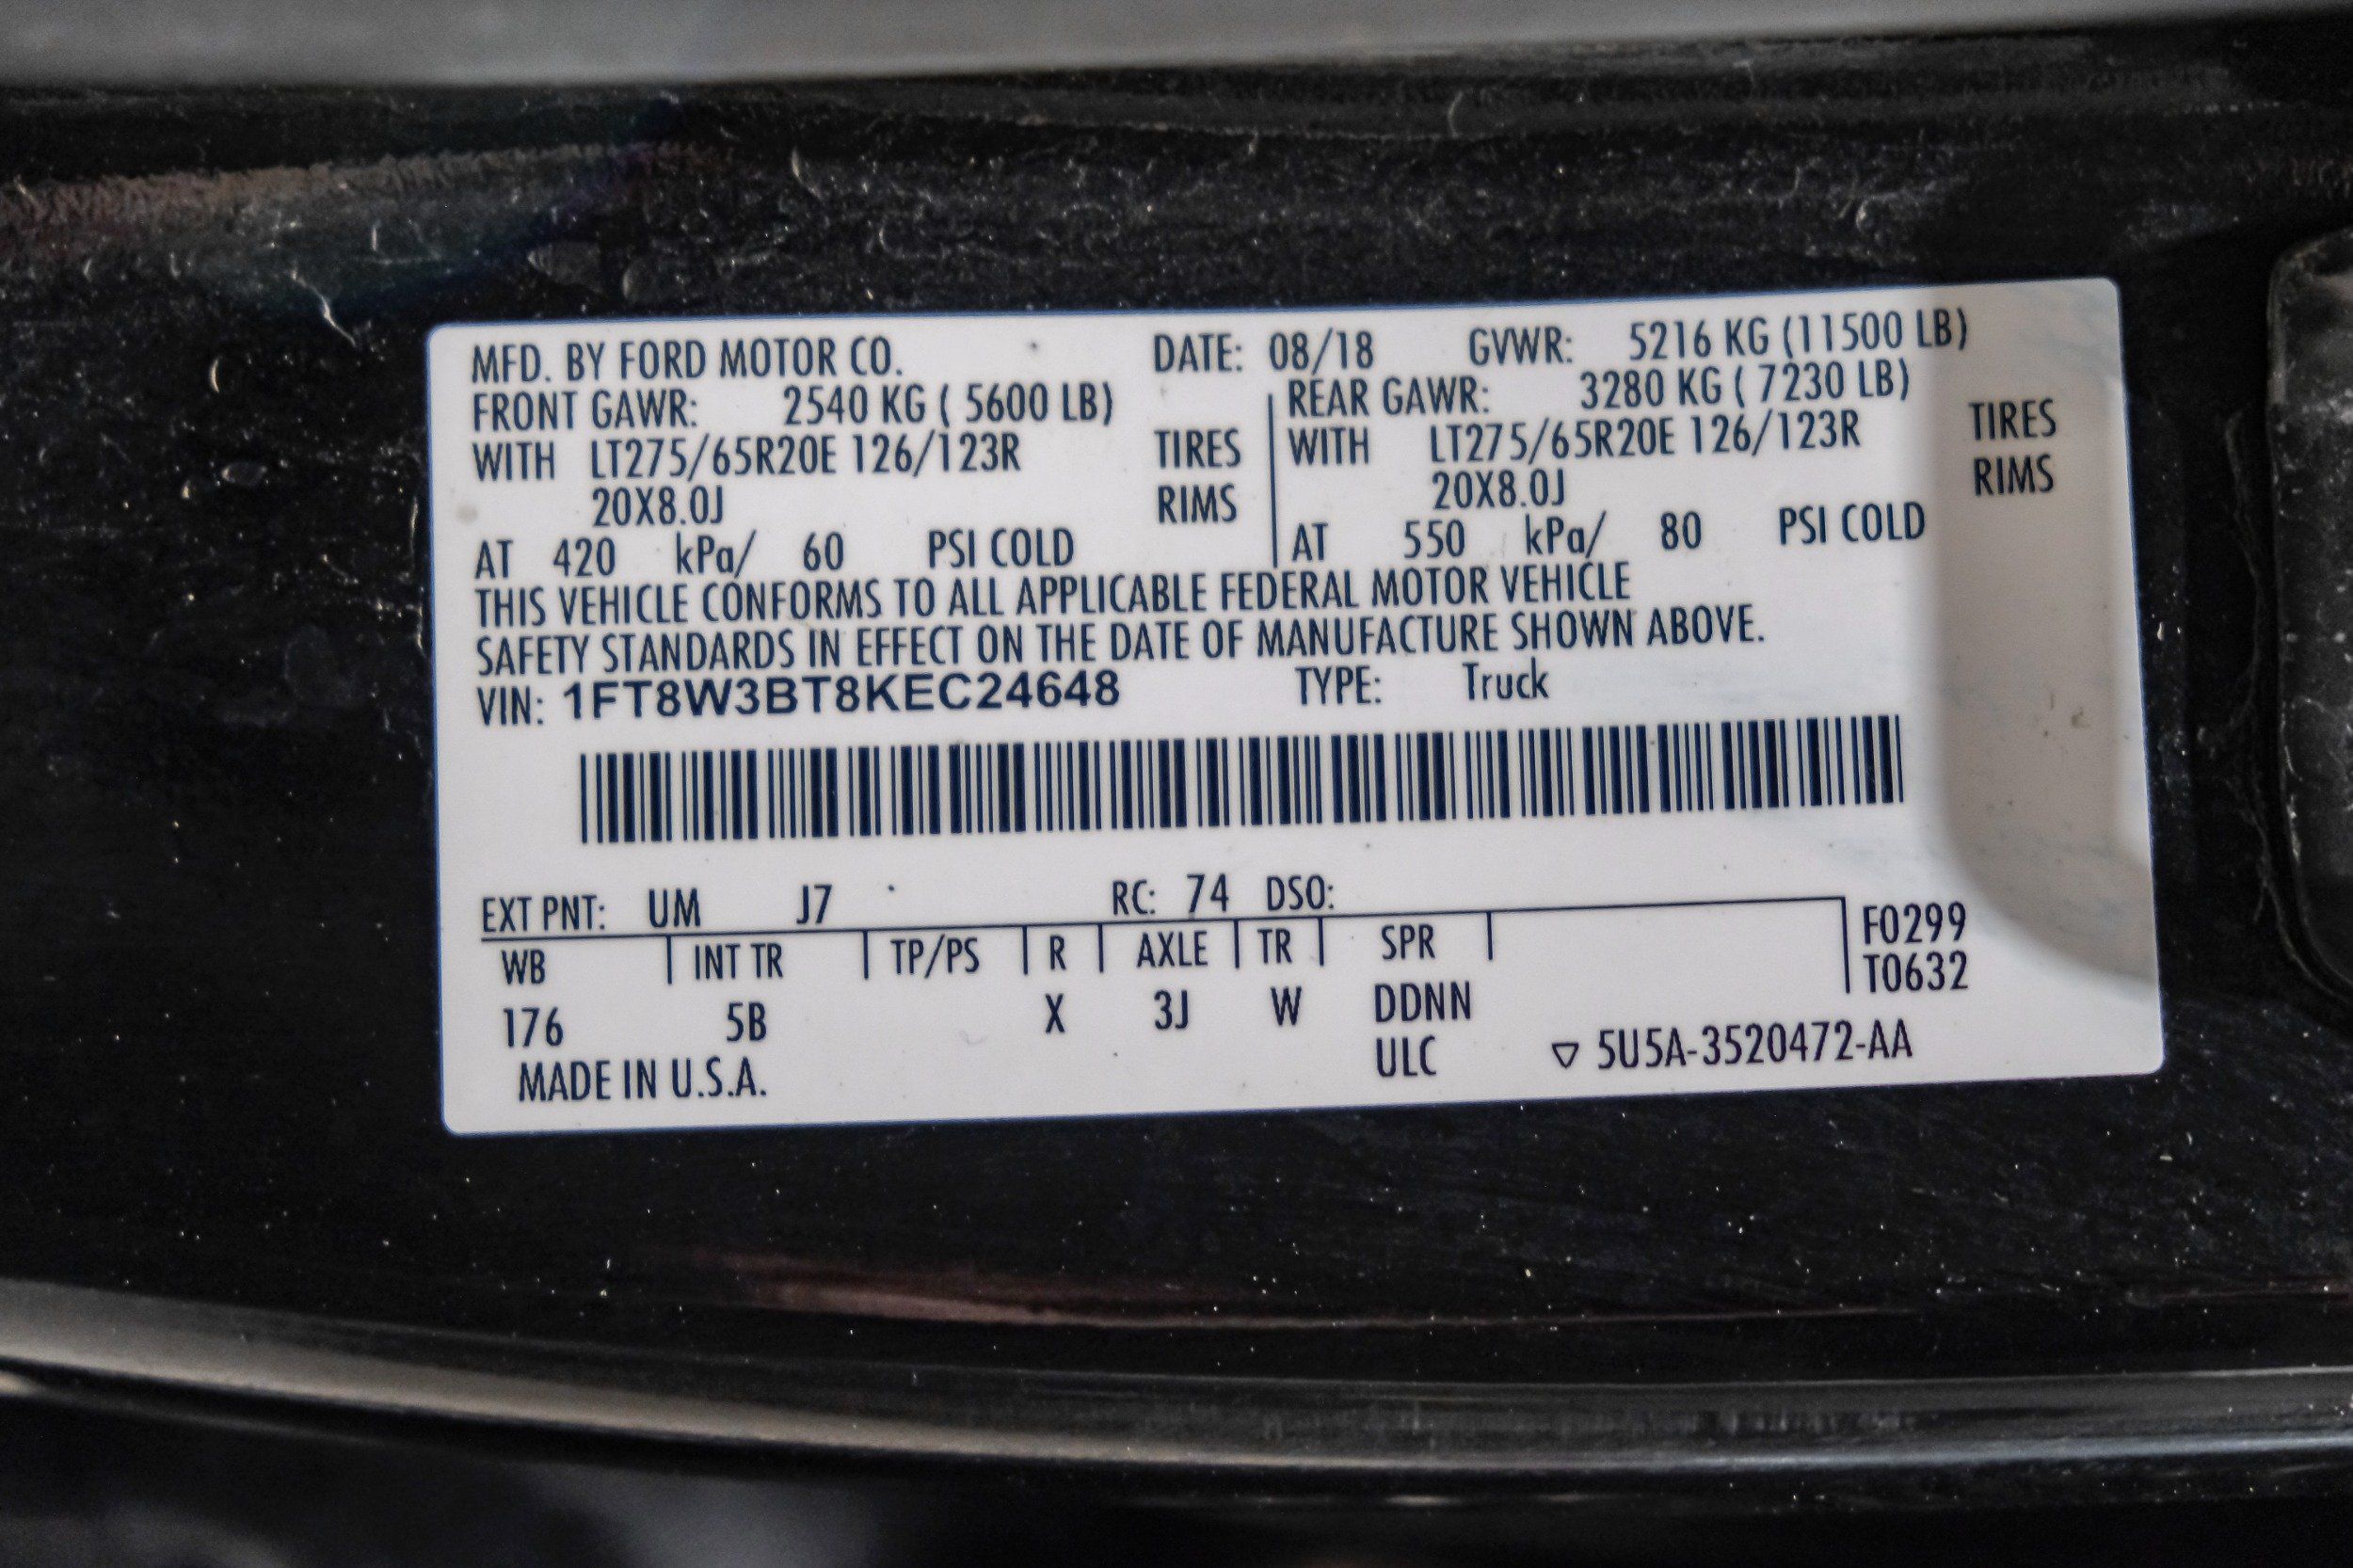 MFD. BY FORD MOTOR CO. DATE: 08/18 GVWR: 5216 KG (11500 LB)
FRONT GAWR: 2540 KG ( 5600 LB) REAR GAWR: 3280 KG ( 7230 LB)
WITH LT275/65R20E 126/123R TIRES WITH LT275/65R20E 126/123R TIRES
20X8.0J RIMS 20X8.0J RIMS
AT 420 kPa/ 60 PSI COLD AT 550 kPa/ 80 PSI COLD
THIS VEHICLE CONFORMS TO ALL APPLICABLE FEDERAL MOTOR VEHICLE
SAFETY STANDARDS IN EFFECT ON THE DATE OF MANUFACTURE SHOWN ABOVE.
VIN: 1FT8W3BT8KEC24648 TYPE: Truck
EXT PNT: UM J7 RC: 74 DSO:
WB INT TR TP/PS R AXLE TR SPR F0299
T0632
176 5B X 3J W DDNN
ULC ▽ 5U5A-3520472-AA
MADE IN U.S.A.